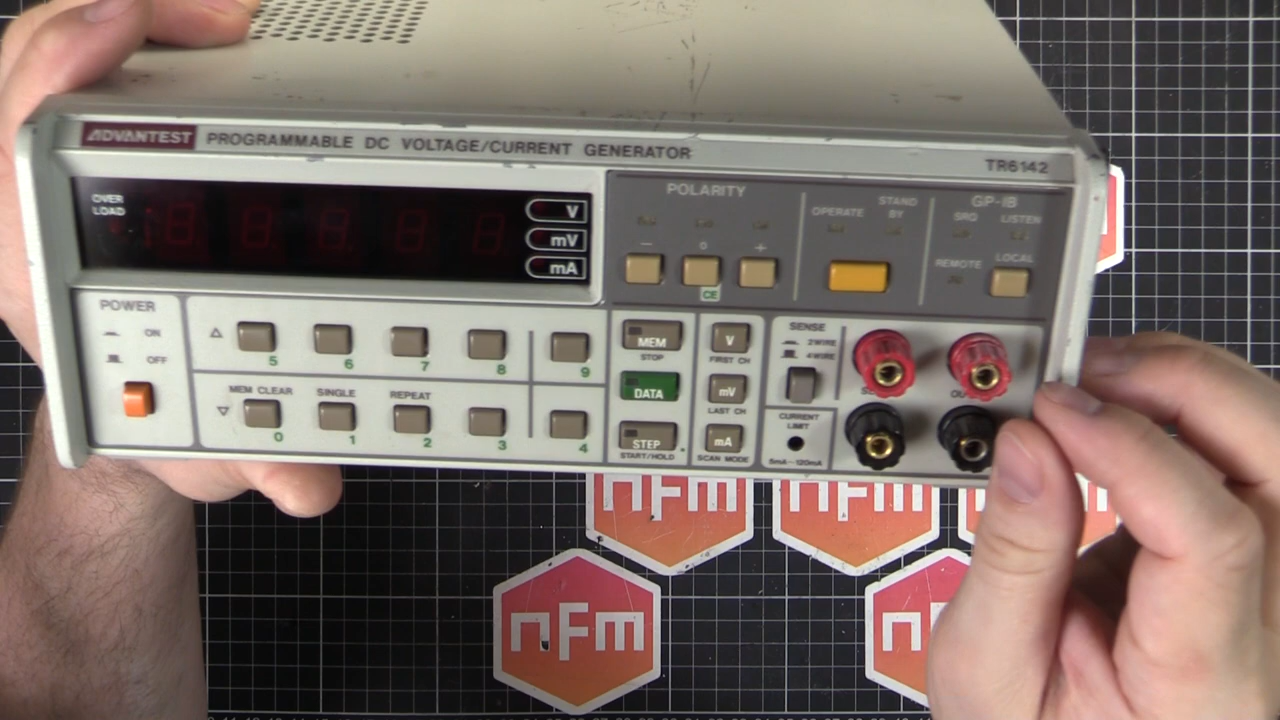 ADVANTEST PROGRAMMABLE DC VOLTAGE/CURRENT GENERATOR
TR6142
OVER
LOAD
V
mV
mA
POLARITY
− 0 +
CE
OPERATE
STAND
BY
GP-IB
SRQ LISTEN
REMOTE LOCAL
POWER
ON
OFF
5 6 7 8 9
MEM CLEAR SINGLE REPEAT
0 1 2 3 4
MEM
STOP
DATA
STEP
START/HOLD
V
FIRST CH
mV
LAST CH
mA
SCAN MODE
SENSE
2WIRE
4WIRE
CURRENT
LIMIT
5mA~120mA
nFm
nFm
nFm
nFm